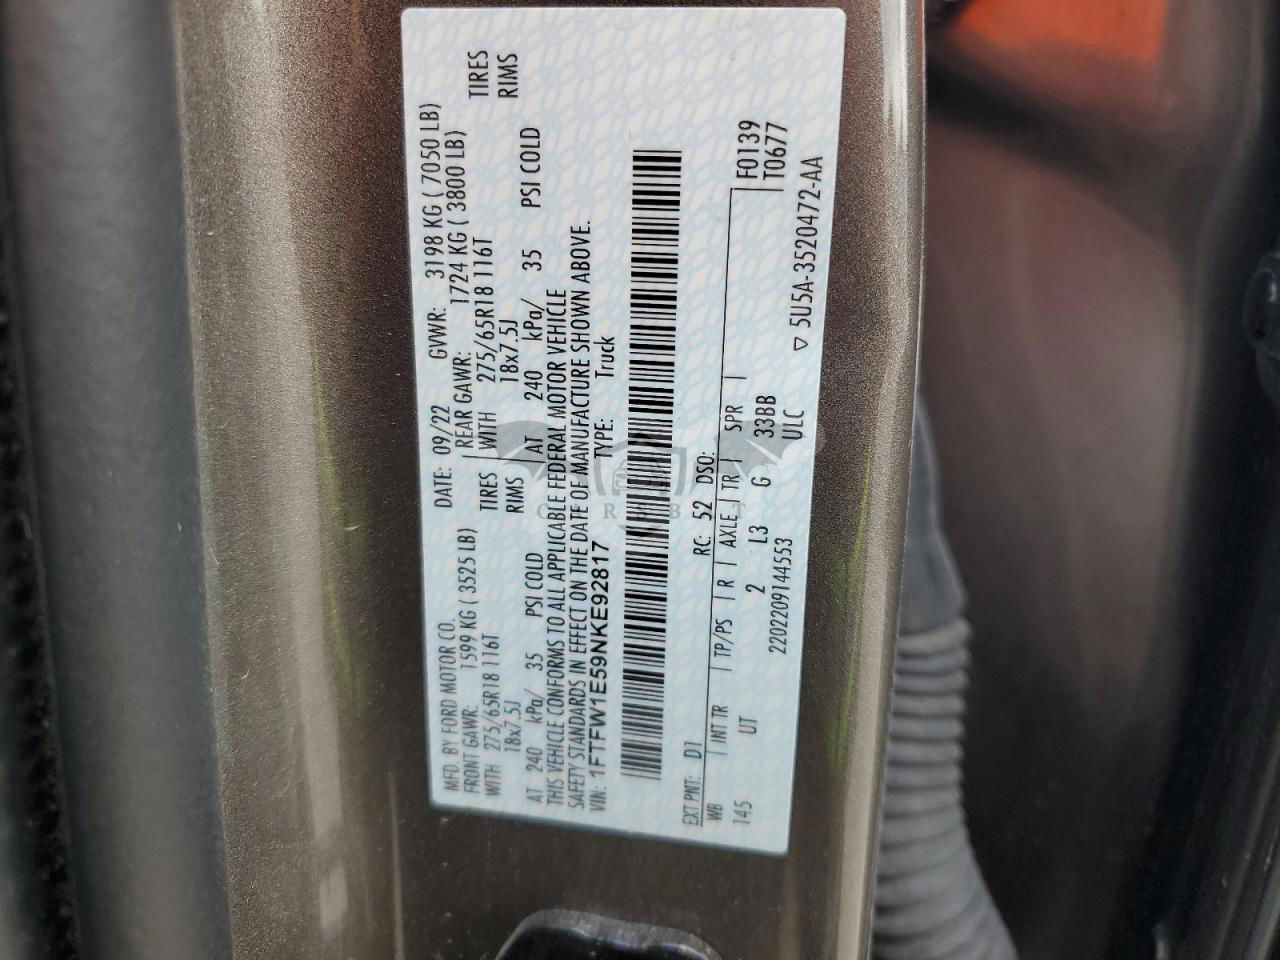 MFD. BY FORD MOTOR CO. DATE: 09/22 GVWR: 3198 KG ( 7050 LB)
FRONT GAWR: 1599 KG ( 3525 LB) REAR GAWR: 1724 KG ( 3800 LB)
WITH 275/65R18 116T TIRES WITH 275/65R18 116T TIRES
18x7.5J RIMS 18x7.5J RIMS
AT 240 kPa/ 35 PSI COLD AT 240 kPa/ 35 PSI COLD
THIS VEHICLE CONFORMS TO ALL APPLICABLE FEDERAL MOTOR VEHICLE
SAFETY STANDARDS IN EFFECT ON THE DATE OF MANUFACTURE SHOWN ABOVE.
VIN: 1FTFW1E59NKE92817 TYPE: Truck
EXT PNT: D1 RC: 52 DSO: F0139
WB INT TR TP/PS R AXLE TR SPR T0677
145 UT 2 L3 G 33BB
2202209144553 ULC ▽ 5U5A-3520472-AA